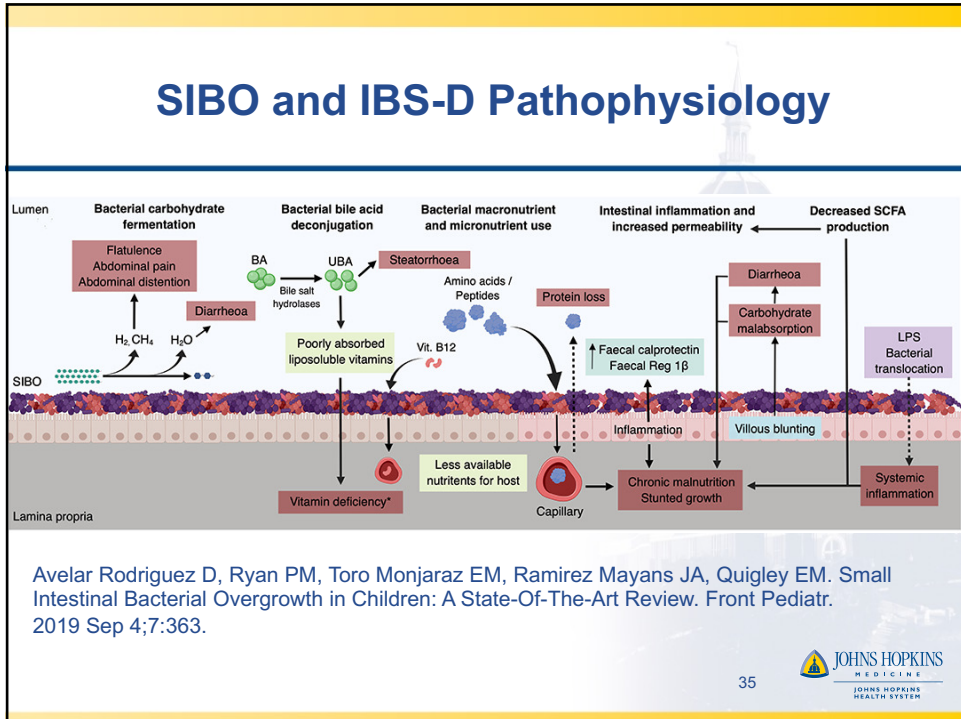 SIBO and IBS-D Pathophysiology
Lumen
Bacterial carbohydrate
fermentation
Flatulence
Abdominal pain
Abdominal distention
Diarrheoa
H2, CH4
H2O
SIBO
Bacterial bile acid
deconjugation
BA
UBA
Bile salt
hydrolases
Steatorrhoea
Poorly absorbed
liposoluble vitamins
Vitamin deficiency*
Bacterial macronutrient
and micronutrient use
Amino acids /
Peptides
Protein loss
Vit. B12
Less available
nutritents for host
Capillary
Intestinal inflammation and
increased permeability
Faecal calprotectin
Faecal Reg 1β
Inflammation
Diarrheoa
Carbohydrate
malabsorption
Villous blunting
Chronic malnutrition
Stunted growth
Decreased SCFA
production
LPS
Bacterial
translocation
Systemic
inflammation
Lamina propria
Avelar Rodriguez D, Ryan PM, Toro Monjaraz EM, Ramirez Mayans JA, Quigley EM. Small
Intestinal Bacterial Overgrowth in Children: A State-Of-The-Art Review. Front Pediatr.
2019 Sep 4;7:363.
35
JOHNS HOPKINS
MEDICINE
JOHNS HOPKINS
HEALTH SYSTEM